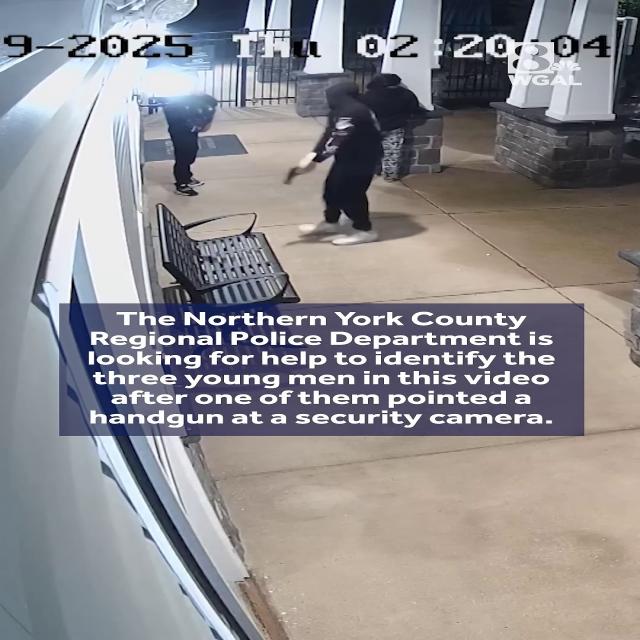 9-2025 Thu 02:20:04
8
WGAL
The Northern York County
Regional Police Department is
looking for help to identify the
three young men in this video
after one of them pointed a
handgun at a security camera.